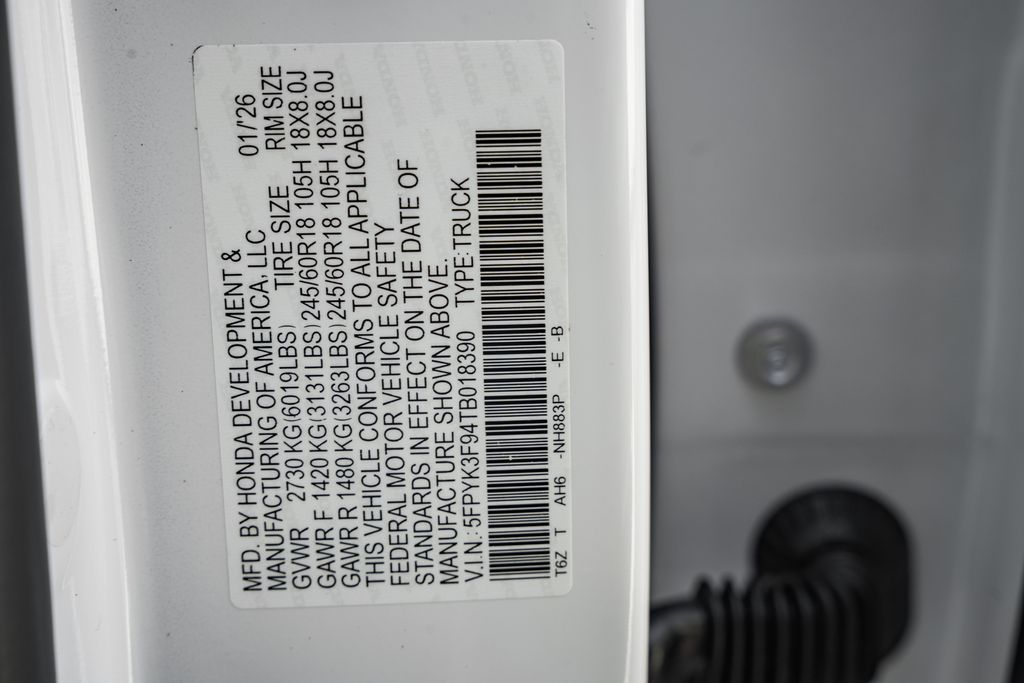 MFD. BY HONDA DEVELOPMENT &
MANUFACTURING OF AMERICA, LLC 01/'26
GVWR 2730 KG(6019LBS) TIRE SIZE RIM SIZE
GAWR F 1420 KG(3131LBS) 245/60R18 105H 18X8.0J
GAWR R 1480 KG(3263LBS) 245/60R18 105H 18X8.0J
THIS VEHICLE CONFORMS TO ALL APPLICABLE
FEDERAL MOTOR VEHICLE SAFETY
STANDARDS IN EFFECT ON THE DATE OF
MANUFACTURE SHOWN ABOVE.
V.I.N.: 5FPYK3F94TB018390 TYPE: TRUCK
T6Z T AH6 -NH883P -E -B